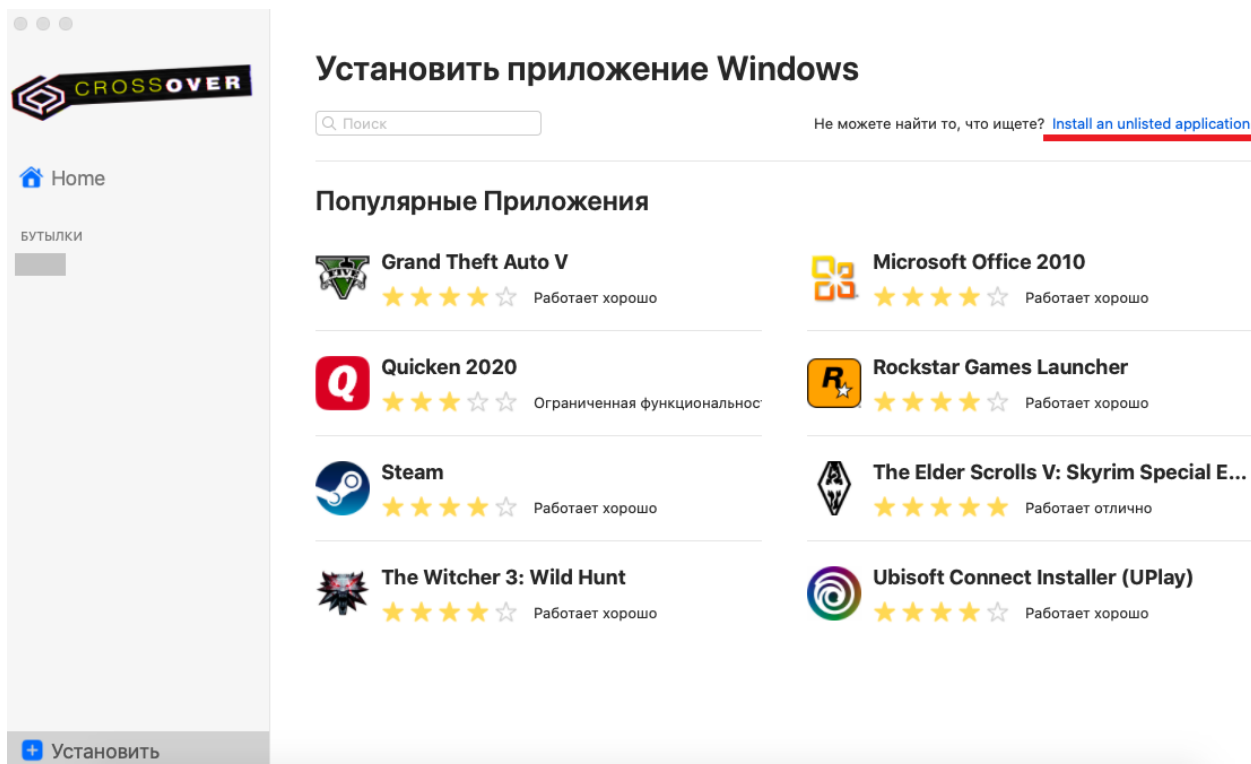 CROSSOVER
Home
БУТЫЛКИ
Установить
Установить приложение Windows
Поиск
Не можете найти то, что ищете? Install an unlisted application
Популярные Приложения
Grand Theft Auto V
Работает хорошо
Microsoft Office 2010
Работает хорошо
Quicken 2020
Ограниченная функциональнос
Rockstar Games Launcher
Работает хорошо
Steam
Работает хорошо
The Elder Scrolls V: Skyrim Special E...
Работает отлично
The Witcher 3: Wild Hunt
Работает хорошо
Ubisoft Connect Installer (UPlay)
Работает хорошо